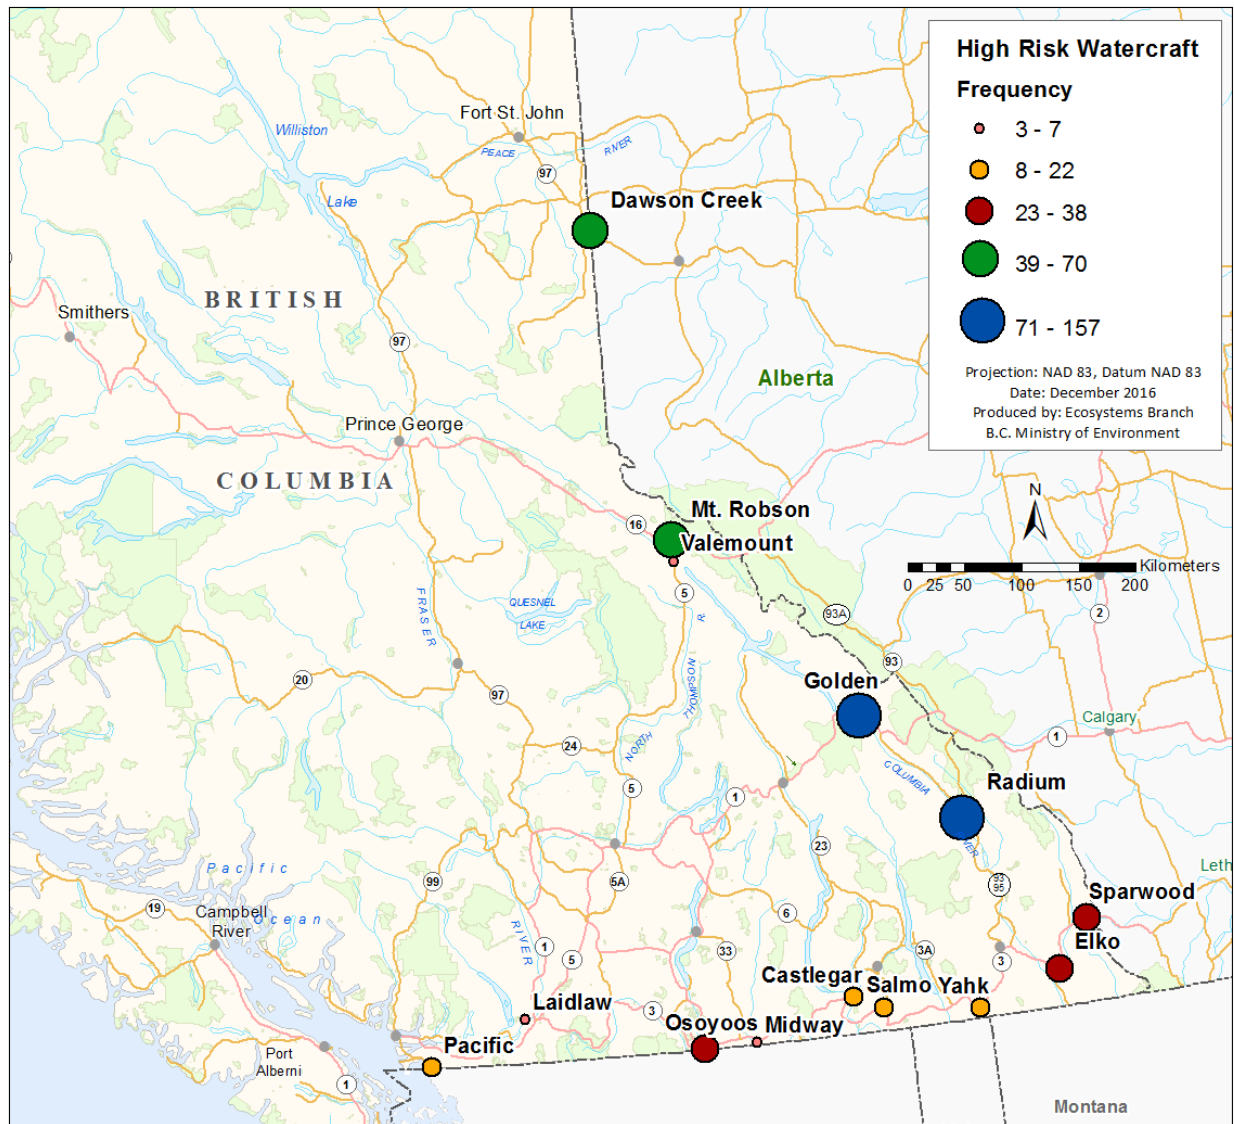 High Risk Watercraft
Frequency
3 - 7
8 - 22
23 - 38
39 - 70
71 - 157
Projection: NAD 83, Datum NAD 83
Date: December 2016
Produced by: Ecosystems Branch
B.C. Ministry of Environment
N
Kilometers
0 25 50 100 150 200
Fort St. John
Williston
PEACE
RIVER
97
Lake
Dawson Creek
BRITISH
Smithers
97
Alberta
Prince George
COLUMBIA
Mt. Robson
16
Valemount
5
FRASER
QUESNEL
LAKE
R.
93A
2
THOMPSON
NORTH
93
20
97
Golden
Calgary
24
1
COLUMBIA
5
1
Radium
23
Pacific
99
5A
93
95
Leth
Sparwood
19
Campbell
River
Ocean
6
Elko
RIVER
1
5
33
3A
3
Castlegar
Salmo
Yahk
Laidlaw
3
Osoyoos
Midway
Pacific
Port
Alberni
1
Montana